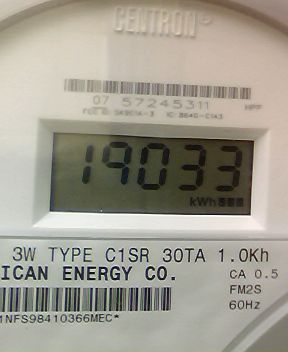 CENTRON
07 57245311
19033
kWh
3W TYPE C1SR 30TA 1.0Kh
ICAN ENERGY CO.
CA 0.5
FM2S
60Hz
1NFS98410366MEC*